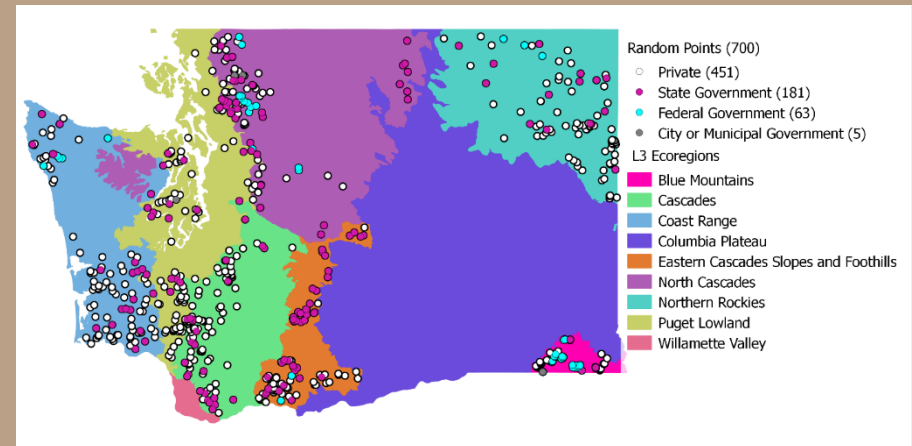 Random Points (700)
Private (451)
State Government (181)
Federal Government (63)
City or Municipal Government (5)
L3 Ecoregions
Blue Mountains
Cascades
Coast Range
Columbia Plateau
Eastern Cascades Slopes and Foothills
North Cascades
Northern Rockies
Puget Lowland
Willamette Valley